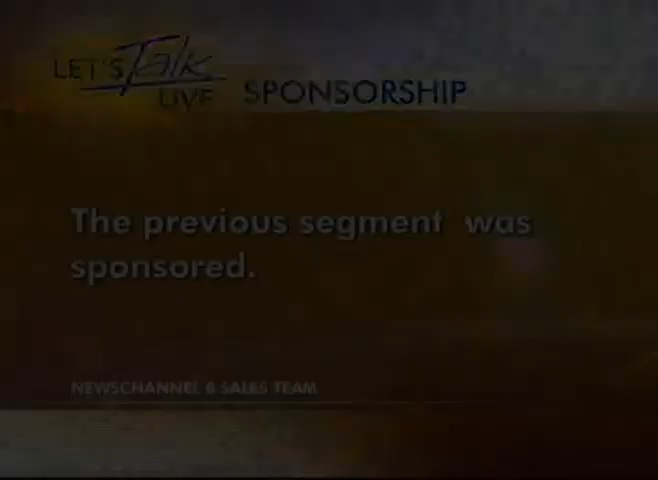 LET'S Talk
LIVE SPONSORSHIP
The previous segment was
sponsored.
NEWSCHANNEL 8 SALES TEAM